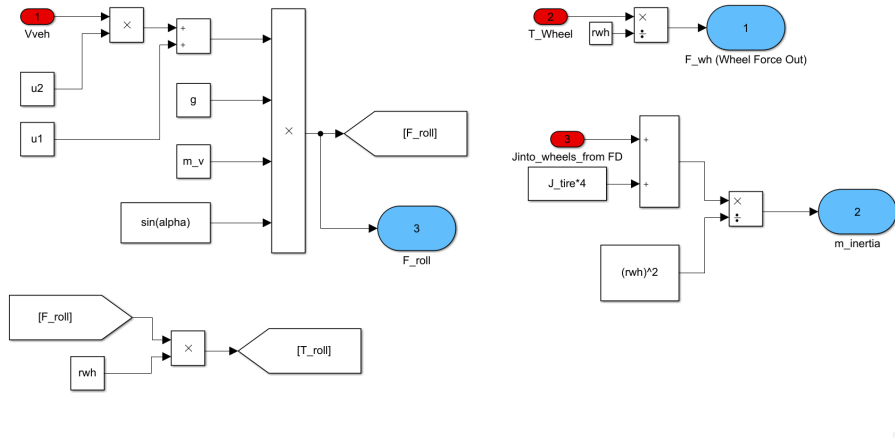 1
Vveh
×
+
+
u2
u1
g
m_v
sin(alpha)
×
[F_roll]
3
F_roll
2
T_Wheel
rwh
×
÷
1
F_wh (Wheel Force Out)
3
Jinto_wheels_from FD
J_tire*4
+
+
×
÷
(rwh)^2
2
m_inertia
[F_roll]
rwh
×
[T_roll]